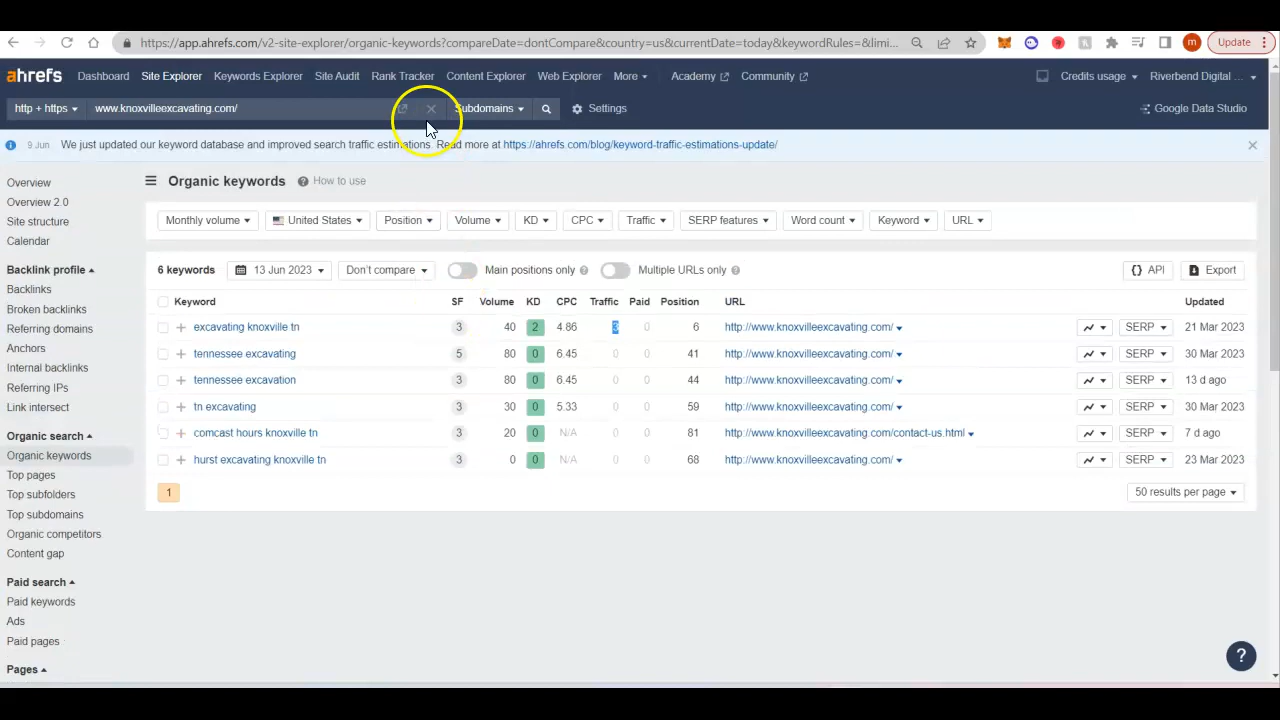 https://app.ahrefs.com/v2-site-explorer/organic-keywords?compareDate=dontCompare&country=us&currentDate=today&keywordRules=&limi... m Update
ahrefs Dashboard Site Explorer Keywords Explorer Site Audit Rank Tracker Content Explorer Web Explorer More Academy Community Credits usage Riverbend Digital ...
http + https www.knoxvilleexcavating.com/ Subdomains Settings Google Data Studio
9 Jun We just updated our keyword database and improved search traffic estimations. Read more at https://ahrefs.com/blog/keyword-traffic-estimations-update/
Organic keywords ? How to use
Monthly volume United States Position Volume KD CPC Traffic SERP features Word count Keyword URL
6 keywords 13 Jun 2023 Don't compare Main positions only ? Multiple URLs only ? {} API Export
Keyword SF Volume KD CPC Traffic Paid Position URL Updated
+ excavating knoxville tn 3 40 2 4.86 3 0 6 http://www.knoxvilleexcavating.com/ SERP 21 Mar 2023
+ tennessee excavating 5 80 0 6.45 0 0 41 http://www.knoxvilleexcavating.com/ SERP 30 Mar 2023
+ tennessee excavation 3 80 0 6.45 0 0 44 http://www.knoxvilleexcavating.com/ SERP 13 d ago
+ tn excavating 3 30 0 5.33 0 0 59 http://www.knoxvilleexcavating.com/ SERP 30 Mar 2023
+ comcast hours knoxville tn 3 20 0 N/A 0 0 81 http://www.knoxvilleexcavating.com/contact-us.html SERP 7 d ago
+ hurst excavating knoxville tn 3 0 0 N/A 0 0 68 http://www.knoxvilleexcavating.com/ SERP 23 Mar 2023
1 50 results per page
Overview
Overview 2.0
Site structure
Calendar
Backlink profile
Backlinks
Broken backlinks
Referring domains
Anchors
Internal backlinks
Referring IPs
Link intersect
Organic search
Organic keywords
Top pages
Top subfolders
Top subdomains
Organic competitors
Content gap
Paid search
Paid keywords
Ads
Paid pages
Pages
?